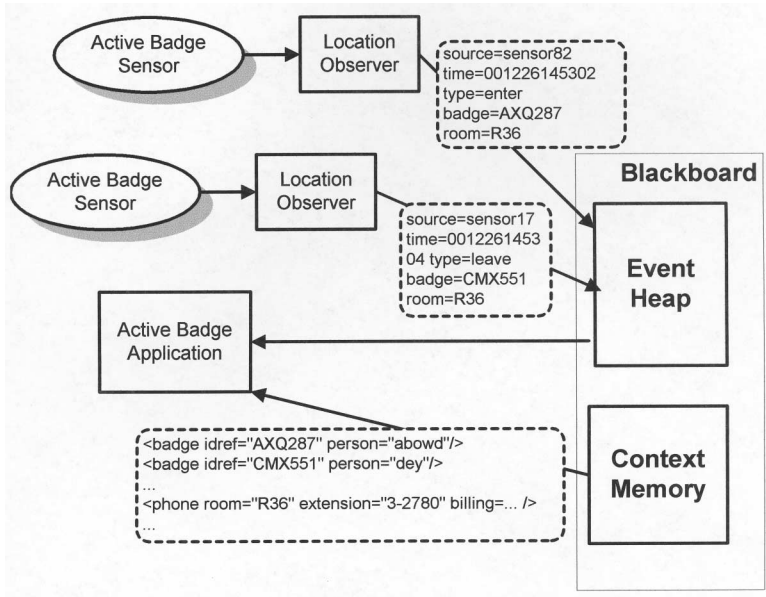 Active Badge
Sensor
Location
Observer
source=sensor82
time=001226145302
type=enter
badge=AXQ287
room=R36
Blackboard
Active Badge
Sensor
Location
Observer
source=sensor17
time=0012261453
04 type=leave
badge=CMX551
room=R36
Event
Heap
Active Badge
Application
<badge idref="AXQ287" person="abowd"/>
<badge idref="CMX551" person="dey"/>
...
<phone room="R36" extension="3-2780" billing=... />
...
Context
Memory